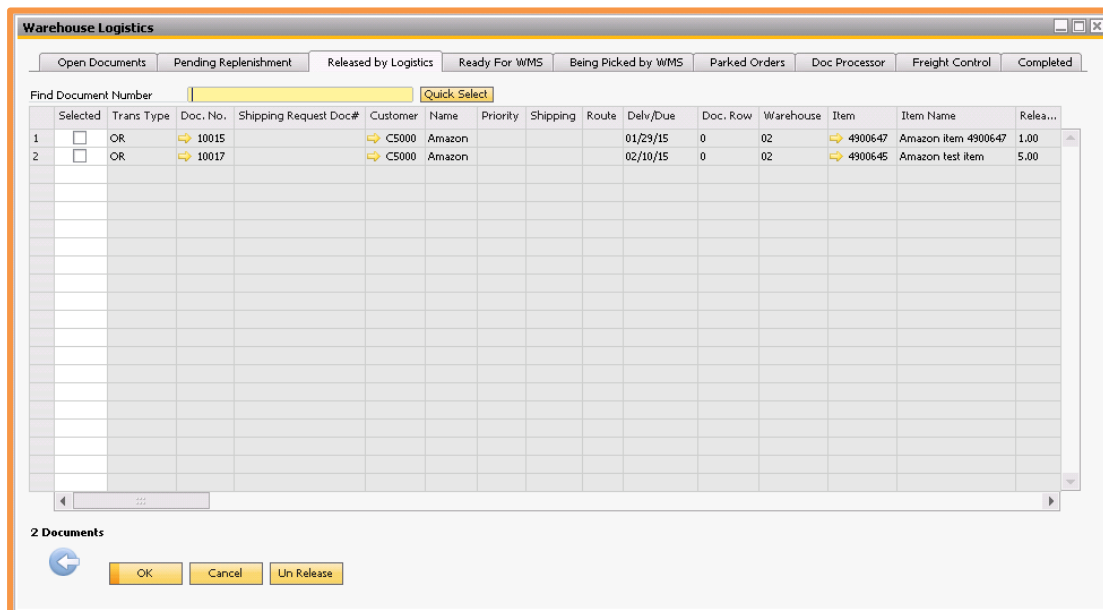 Warehouse Logistics
Open Documents Pending Replenishment Released by Logistics Ready For WMS Being Picked by WMS Parked Orders Doc Processor Freight Control Completed
Find Document Number Quick Select
Selected Trans Type Doc. No. Shipping Request Doc# Customer Name Priority Shipping Route Delv/Due Doc. Row Warehouse Item Item Name Relea...
1 OR 10015 C5000 Amazon 01/29/15 0 02 4900647 Amazon item 4900647 1.00
2 OR 10017 C5000 Amazon 02/10/15 0 02 4900645 Amazon test item 5.00
2 Documents
OK Cancel Un Release